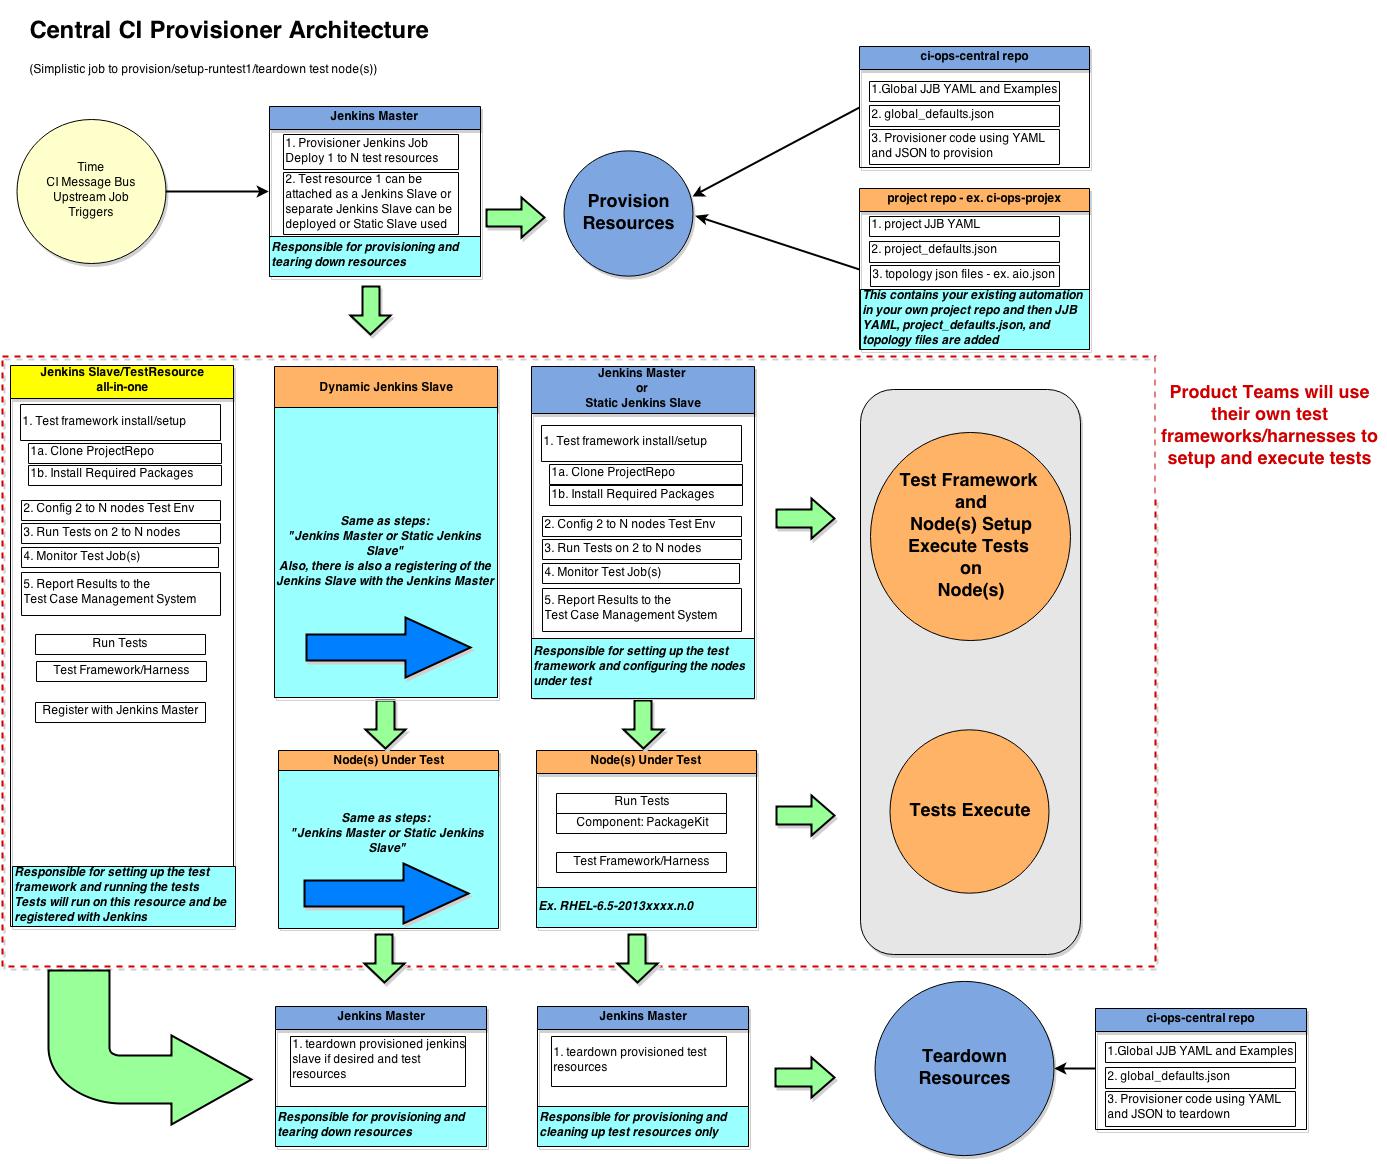 Central CI Provisioner Architecture
(Simplistic job to provision/setup-runtest1/teardown test node(s))
Time
CI Message Bus
Upstream Job
Triggers
Jenkins Master
1. Provisioner Jenkins Job
Deploy 1 to N test resources
2. Test resource 1 can be
attached as a Jenkins Slave or
separate Jenkins Slave can be
deployed or Static Slave used
Responsible for provisioning and
tearing down resources
Provision
Resources
ci-ops-central repo
1.Global JJB YAML and Examples
2. global_defaults.json
3. Provisioner code using YAML
and JSON to provision
project repo - ex. ci-ops-projex
1. project JJB YAML
2. project_defaults.json
3. topology json files - ex. aio.json
This contains your existing automation
in your own project repo and then JJB
YAML, project_defaults.json, and
topology files are added
Jenkins Slave/TestResource
all-in-one
1. Test framework install/setup
1a. Clone ProjectRepo
1b. Install Required Packages
2. Config 2 to N nodes Test Env
3. Run Tests on 2 to N nodes
4. Monitor Test Job(s)
5. Report Results to the
Test Case Management System
Run Tests
Test Framework/Harness
Register with Jenkins Master
Responsible for setting up the test
framework and running the tests
Tests will run on this resource and be
registered with Jenkins
Dynamic Jenkins Slave
Same as steps:
"Jenkins Master or Static Jenkins
Slave"
Also, there is also a registering of the
Jenkins Slave with the Jenkins Master
Node(s) Under Test
Same as steps:
"Jenkins Master or Static Jenkins
Slave"
Jenkins Master
or
Static Jenkins Slave
1. Test framework install/setup
1a. Clone ProjectRepo
1b. Install Required Packages
2. Config 2 to N nodes Test Env
3. Run Tests on 2 to N nodes
4. Monitor Test Job(s)
5. Report Results to the
Test Case Management System
Responsible for setting up the test
framework and configuring the nodes
under test
Node(s) Under Test
Run Tests
Component: PackageKit
Test Framework/Harness
Ex. RHEL-6.5-2013xxxx.n.0
Test Framework
and
Node(s) Setup
Execute Tests
on
Node(s)
Tests Execute
Product Teams will use
their own test
frameworks/harnesses to
setup and execute tests
Jenkins Master
1. teardown provisioned jenkins
slave if desired and test
resources
Responsible for provisioning and
tearing down resources
Jenkins Master
1. teardown provisioned test
resources
Responsible for provisioning and
cleaning up test resources only
Teardown
Resources
ci-ops-central repo
1.Global JJB YAML and Examples
2. global_defaults.json
3. Provisioner code using YAML
and JSON to teardown